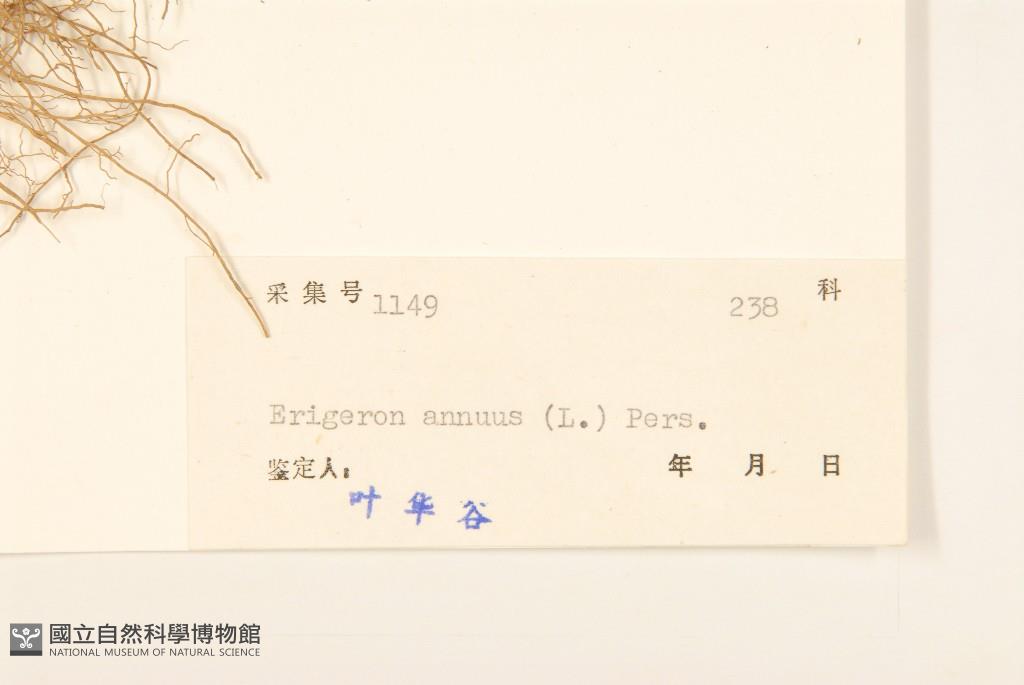 采集号 1149 238 科
Erigeron annuus (L.) Pers.
鉴定人: 年 月 日
叶华谷
國立自然科學博物館
NATIONAL MUSEUM OF NATURAL SCIENCE